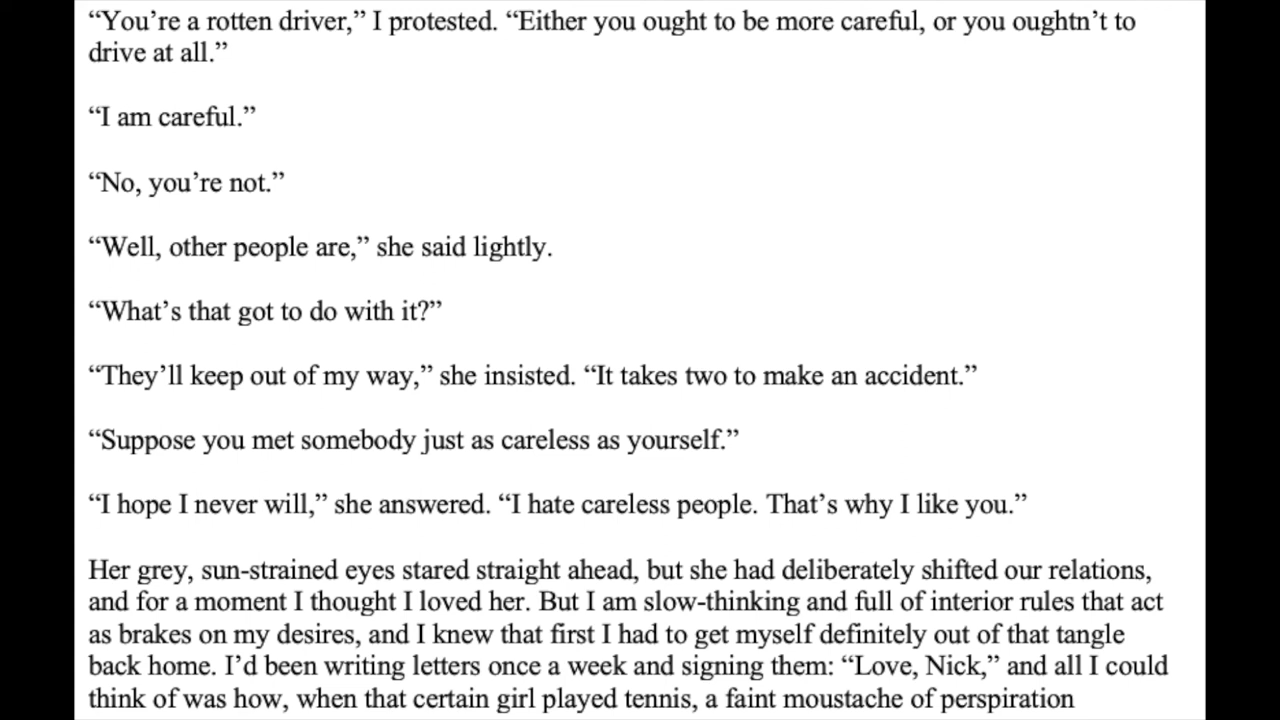 “You’re a rotten driver,” I protested. “Either you ought to be more careful, or you oughtn’t to
drive at all.”
“I am careful.”
“No, you’re not.”
“Well, other people are,” she said lightly.
“What’s that got to do with it?”
“They’ll keep out of my way,” she insisted. “It takes two to make an accident.”
“Suppose you met somebody just as careless as yourself.”
“I hope I never will,” she answered. “I hate careless people. That’s why I like you.”
Her grey, sun-strained eyes stared straight ahead, but she had deliberately shifted our relations,
and for a moment I thought I loved her. But I am slow-thinking and full of interior rules that act
as brakes on my desires, and I knew that first I had to get myself definitely out of that tangle
back home. I’d been writing letters once a week and signing them: “Love, Nick,” and all I could
think of was how, when that certain girl played tennis, a faint moustache of perspiration